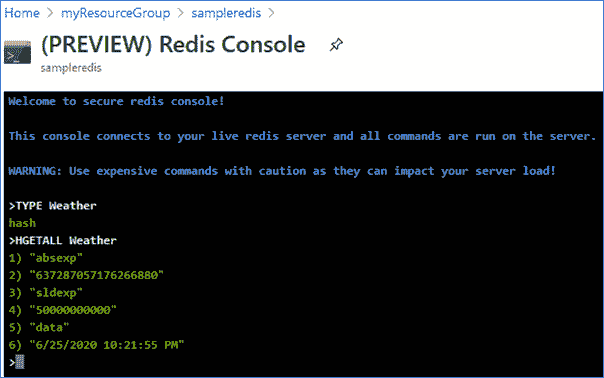 Home > myResourceGroup > sampleredis >
(PREVIEW) Redis Console
sampleredis
Welcome to secure redis console!
This console connects to your live redis server and all commands are run on the server.
WARNING: Use expensive commands with caution as they can impact your server load!
>TYPE Weather
hash
>HGETALL Weather
1) "absexp"
2) "637287057176266880"
3) "sldexp"
4) "50000000000"
5) "data"
6) "6/25/2020 10:21:55 PM"
>